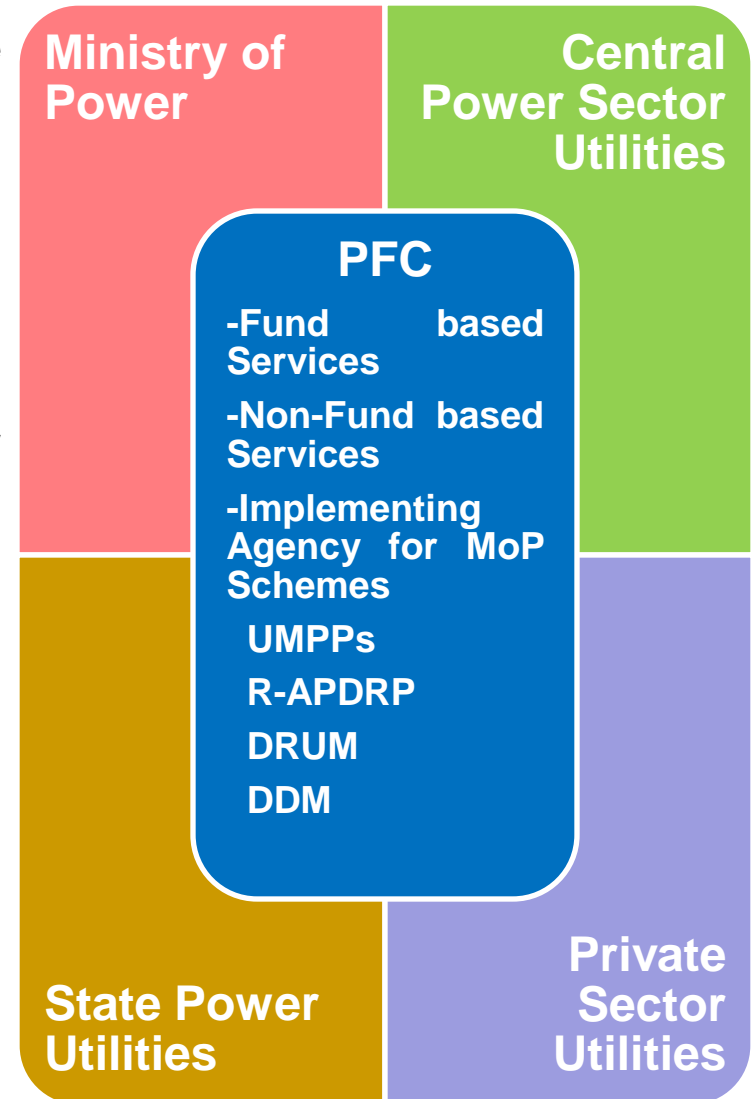 Ministry of
Power
Central
Power Sector
Utilities
PFC
-Fund based
Services
-Non-Fund based
Services
-Implementing
Agency for MoP
Schemes
UMPPs
R-APDRP
DRUM
DDM
State Power
Utilities
Private
Sector
Utilities